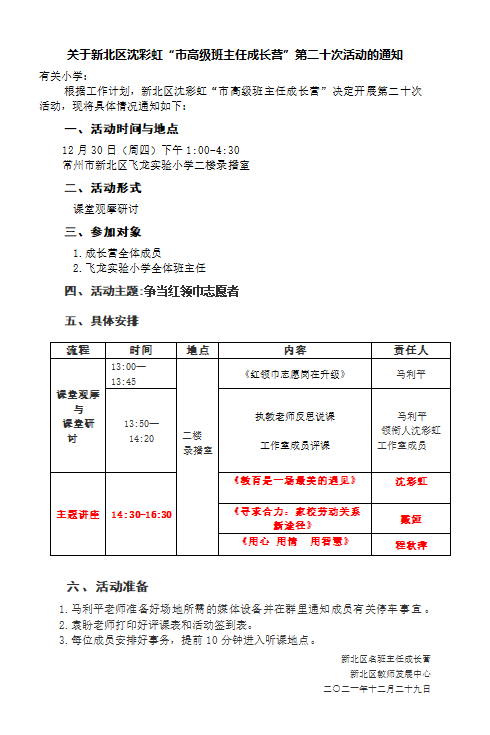 关于新北区沈彩虹“市高级班主任成长营”第二十次活动的通知
有关小学：
根据工作计划，新北区沈彩虹“市高级班主任成长营”决定开展第二十次
活动，现将具体情况通知如下：
一、活动时间与地点
12月30日（周四）下午1:00-4:30
常州市新北区飞龙实验小学二楼录播室
二、活动形式
课堂观摩研讨
三、参加对象
1.成长营全体成员
2.飞龙实验小学全体班主任
四、活动主题:争当红领巾志愿者
五、具体安排
流程 时间 地点 内容 责任人
课堂观摩
与
课堂研
讨
13:00—
13:45
《红领巾志愿岗在升级》
马利平
13:50—
14:20
二楼
录播室
执教老师反思说课
工作室成员评课
马利平
领衔人沈彩虹
工作室成员
主题讲座
14:30-16:30
《教育是一场最美的遇见》
沈彩虹
《寻求合力：家校劳动关系
新途径》
戴烜
《用心 用情 用智慧》
程秋萍
六、活动准备
1.马利平老师准备好场地所需的媒体设备并在群里通知成员有关停车事宜。
2.袁盼老师打印好评课表和活动签到表。
3.每位成员安排好事务，提前10分钟进入听课地点。
新北区名班主任成长营
新北区教师发展中心
二〇二一年十二月二十九日